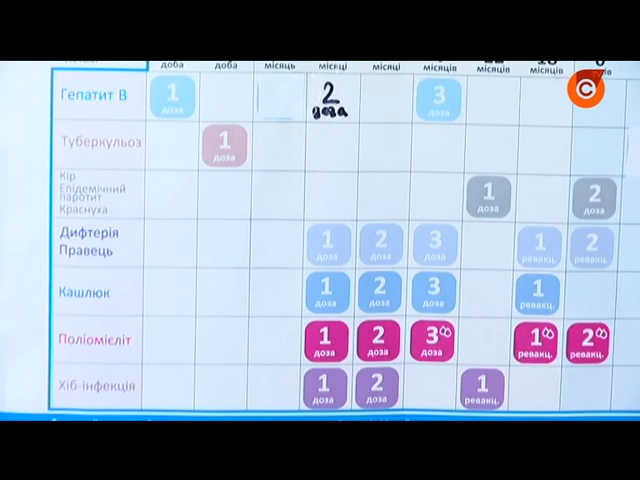 доба доба місяць місяці місяці місяців місяців місяців років
C TV
Гепатит В 1 доза 2 доза 3 доза
Туберкульоз 1 доза
Кір
Епідемічний
паротит
Краснуха
1 доза 2 доза
Дифтерія
Правець
1 доза 2 доза 3 доза 1 ревакц. 2 ревакц.
Кашлюк 1 доза 2 доза 3 доза 1 ревакц.
Поліомієліт 1 доза 2 доза 3 доза 1 ревакц. 2 ревакц.
Хіб-інфекція 1 доза 2 доза 1 ревакц.